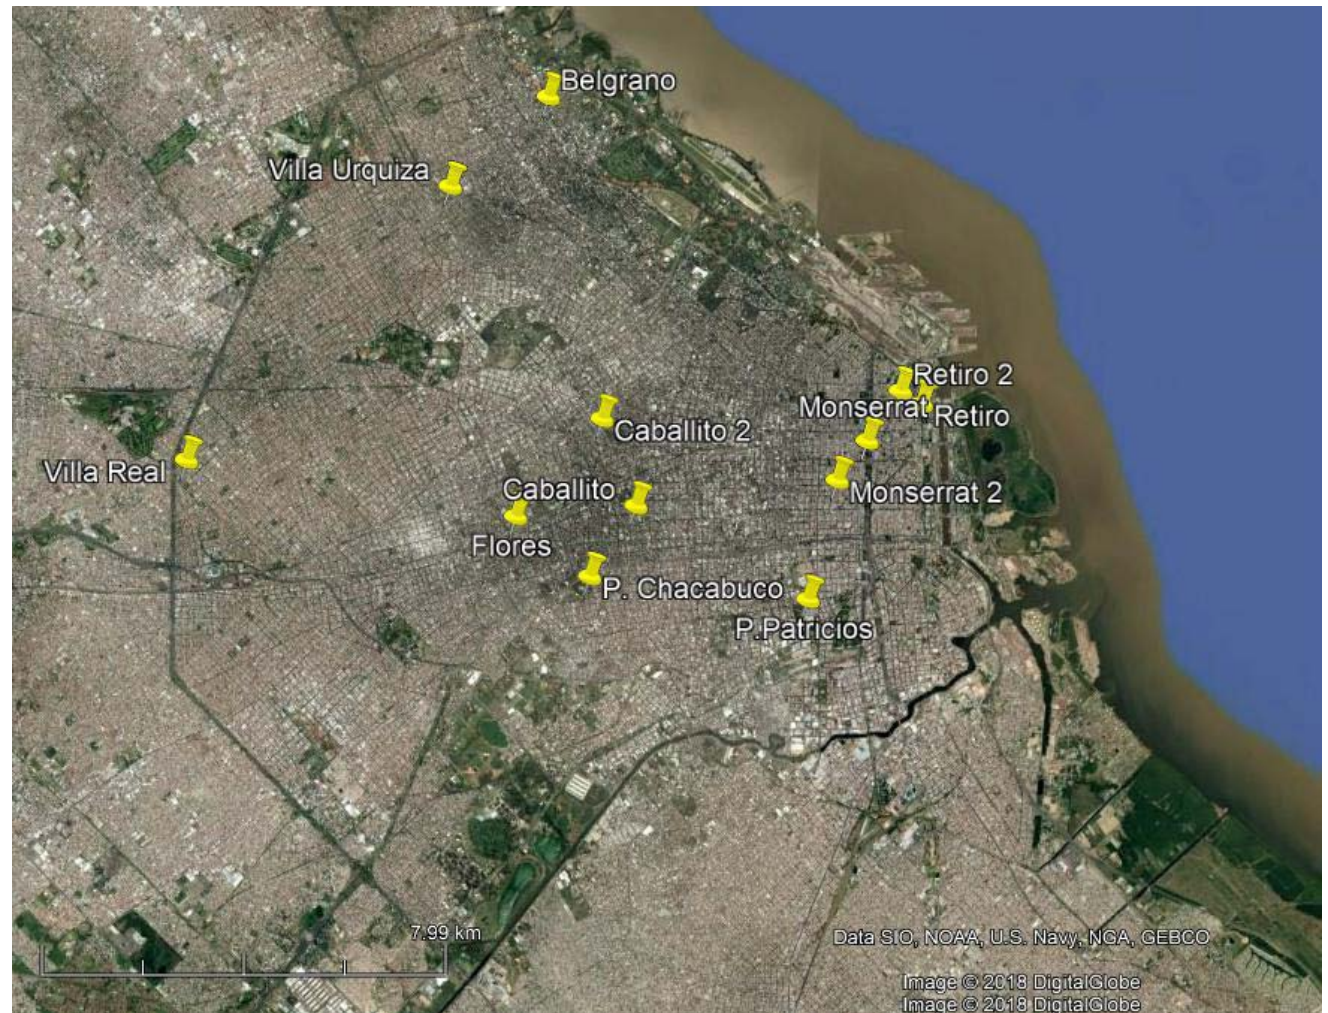 Belgrano
Villa Urquiza
Retiro 2
Monserrat
Retiro
Caballito 2
Villa Real
Caballito
Monserrat 2
Flores
P. Chacabuco
P.Patricios
7.99 km
Data SIO, NOAA, U.S. Navy, NGA, GEBCO
Image © 2018 DigitalGlobe
Image © 2018 DigitalGlobe